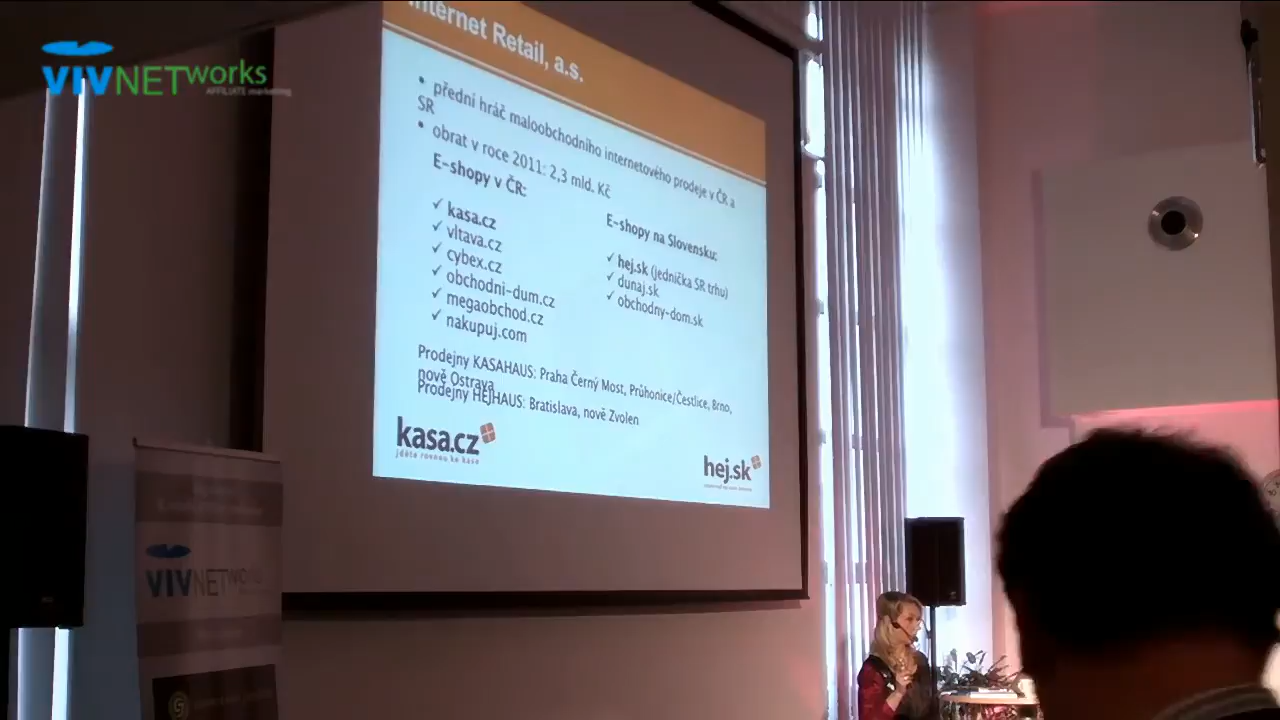 VIVNETworks
AFFILIATE marketing
Internet Retail, a.s.
• přední hráč maloobchodního internetového prodeje v ČR a
SR
• obrat v roce 2011: 2,3 mld. Kč
E-shopy v ČR:
✓ kasa.cz
✓ vltava.cz
✓ cybex.cz
✓ obchodni-dum.cz
✓ megaobchod.cz
✓ nakupuj.com
E-shopy na Slovensku:
✓ hej.sk (jednička SR trhu)
✓ dunaj.sk
✓ obchodny-dom.sk
Prodejny KASAHAUS: Praha Černý Most, Průhonice/Čestlice, Brno,
nově Ostrava
Prodejny HEJHAUS: Bratislava, nově Zvolen
kasa.cz
jděte rovnou ke kase
hej.sk
VIVNETworks